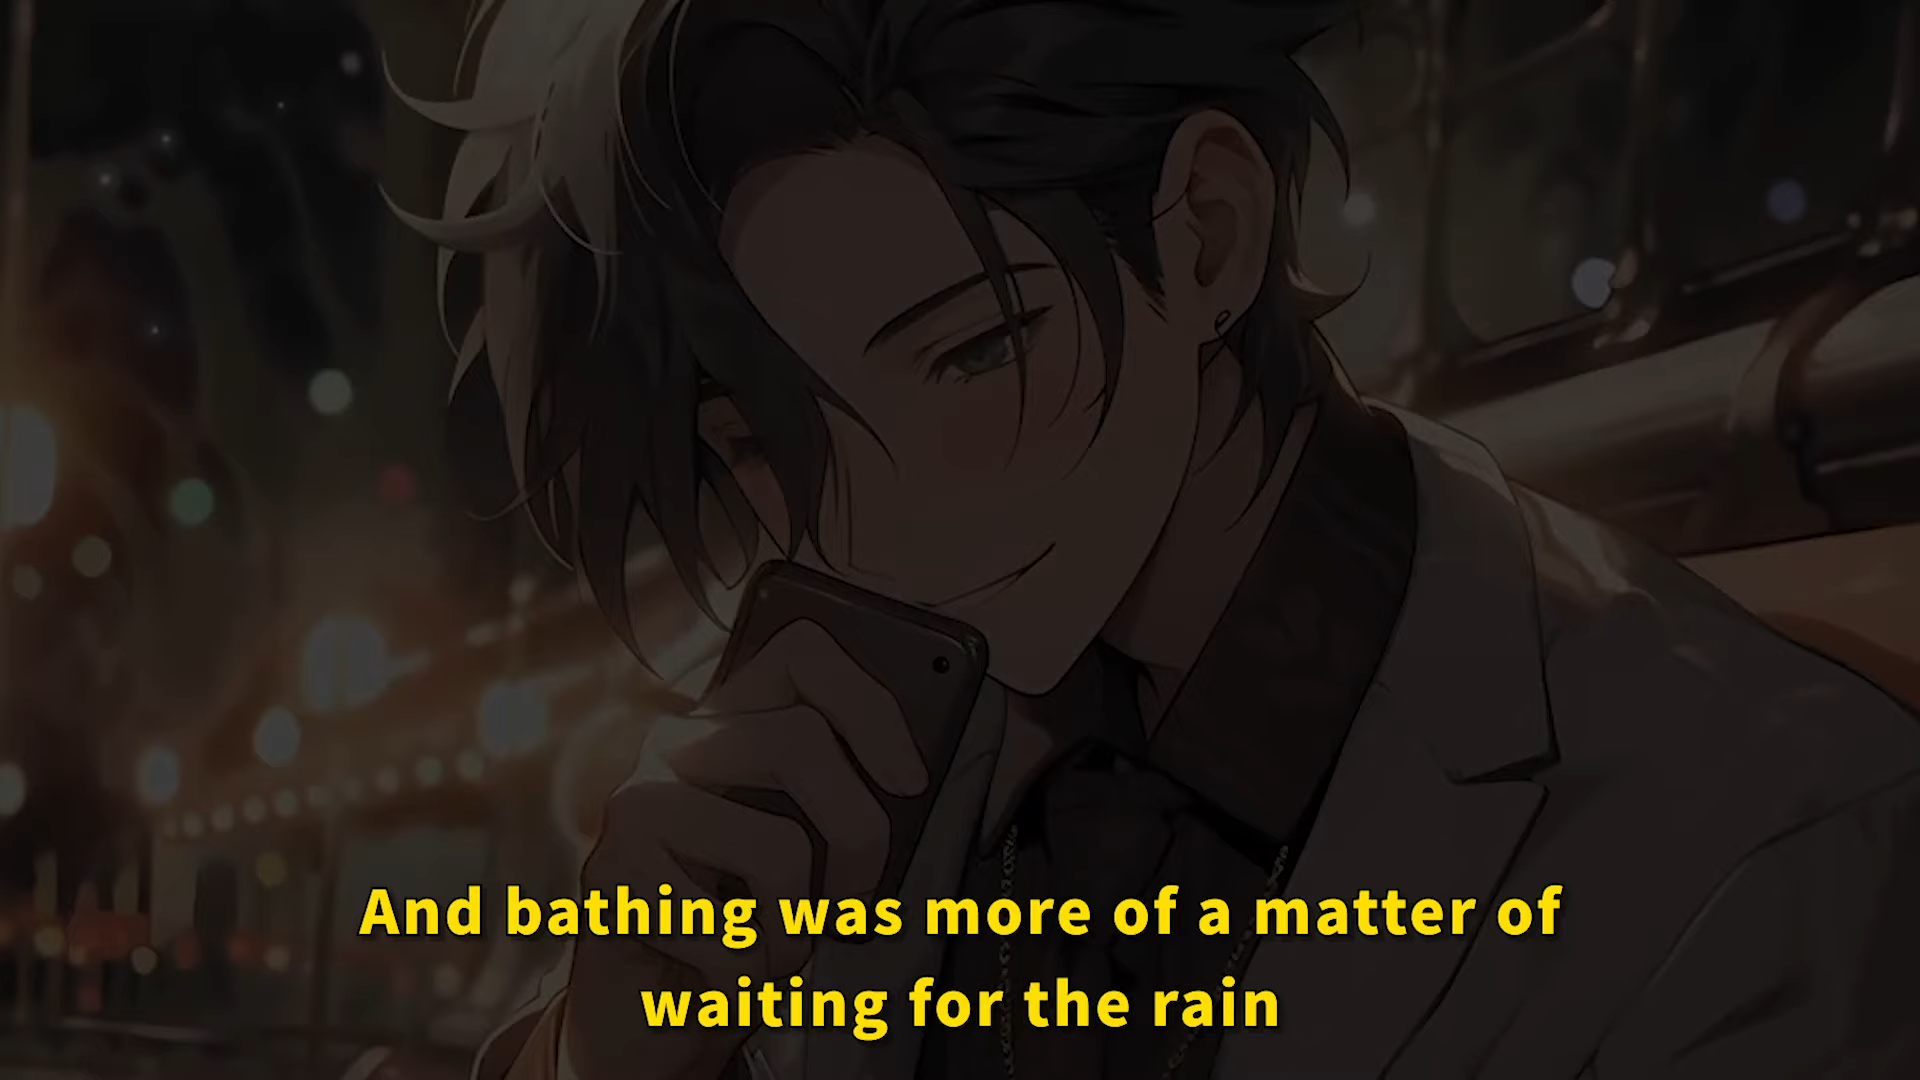 And bathing was more of a matter of
waiting for the rain